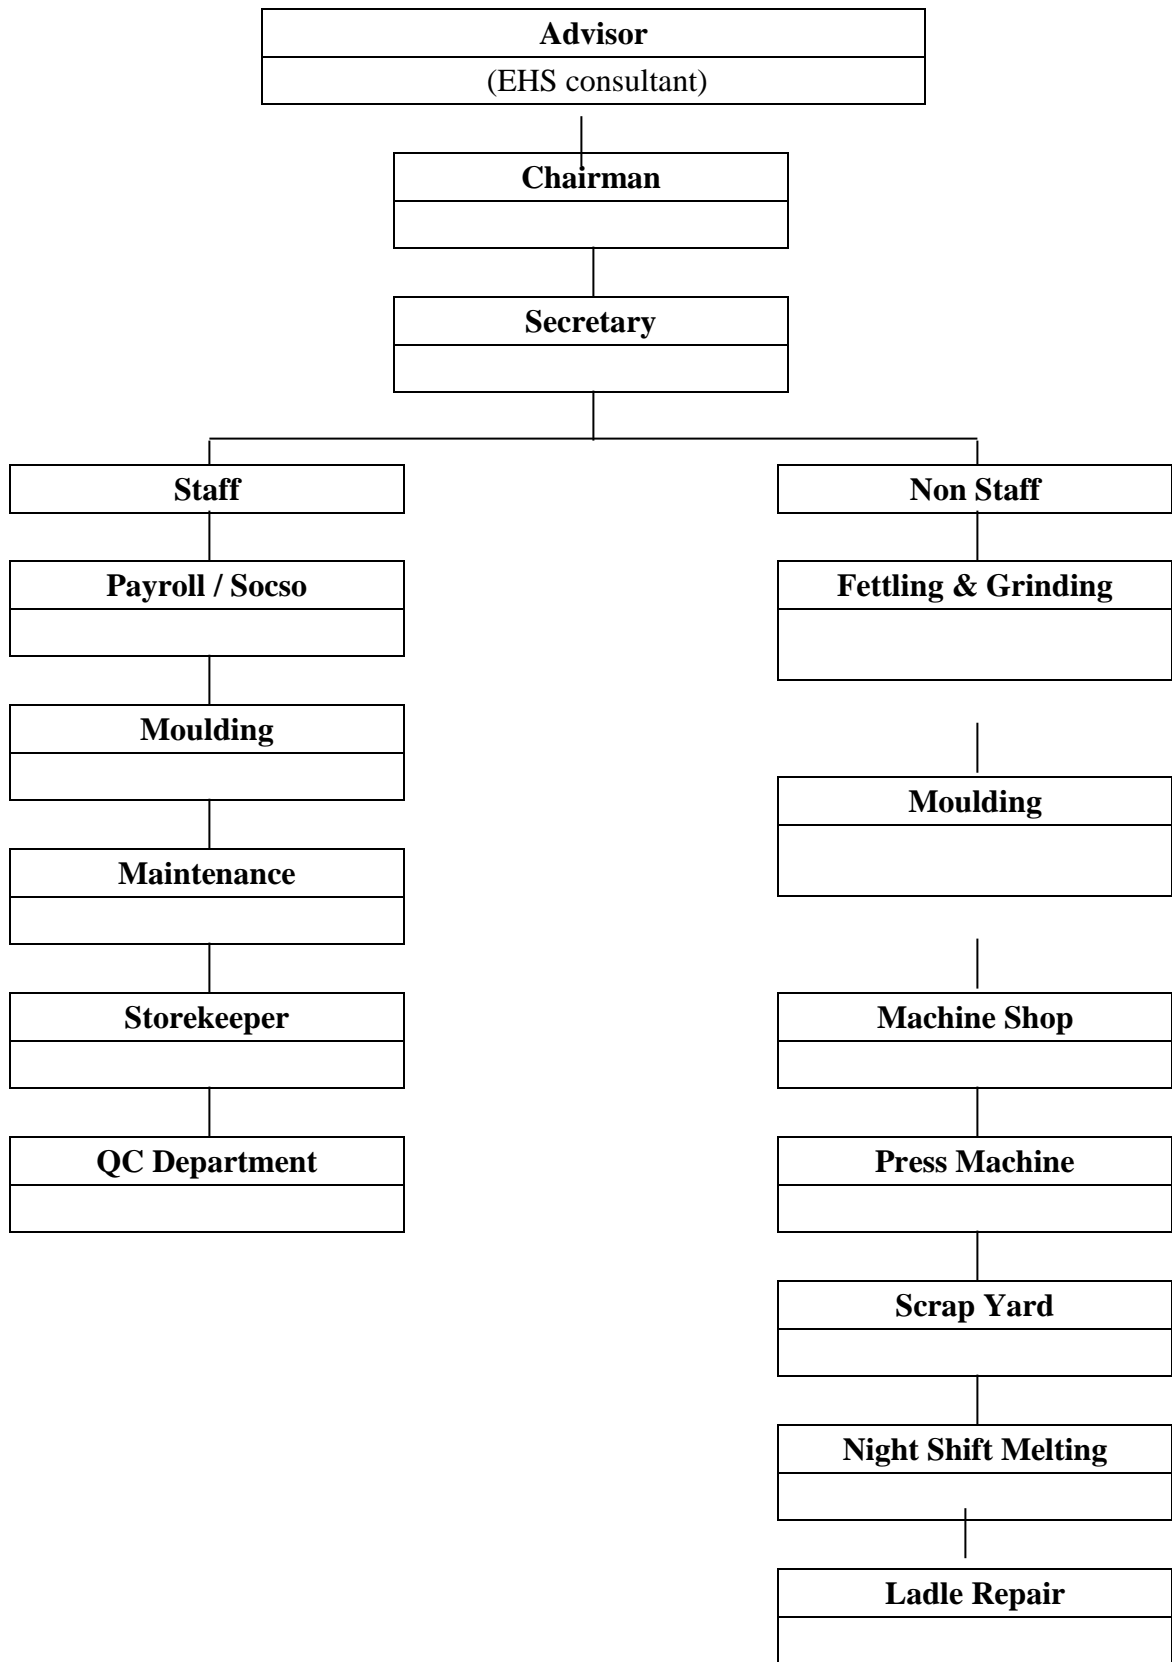 Advisor
(EHS consultant)
Chairman
Secretary
Staff
Payroll / Socso
Moulding
Maintenance
Storekeeper
QC Department
Non Staff
Fettling & Grinding
Moulding
Machine Shop
Press Machine
Scrap Yard
Night Shift Melting
Ladle Repair